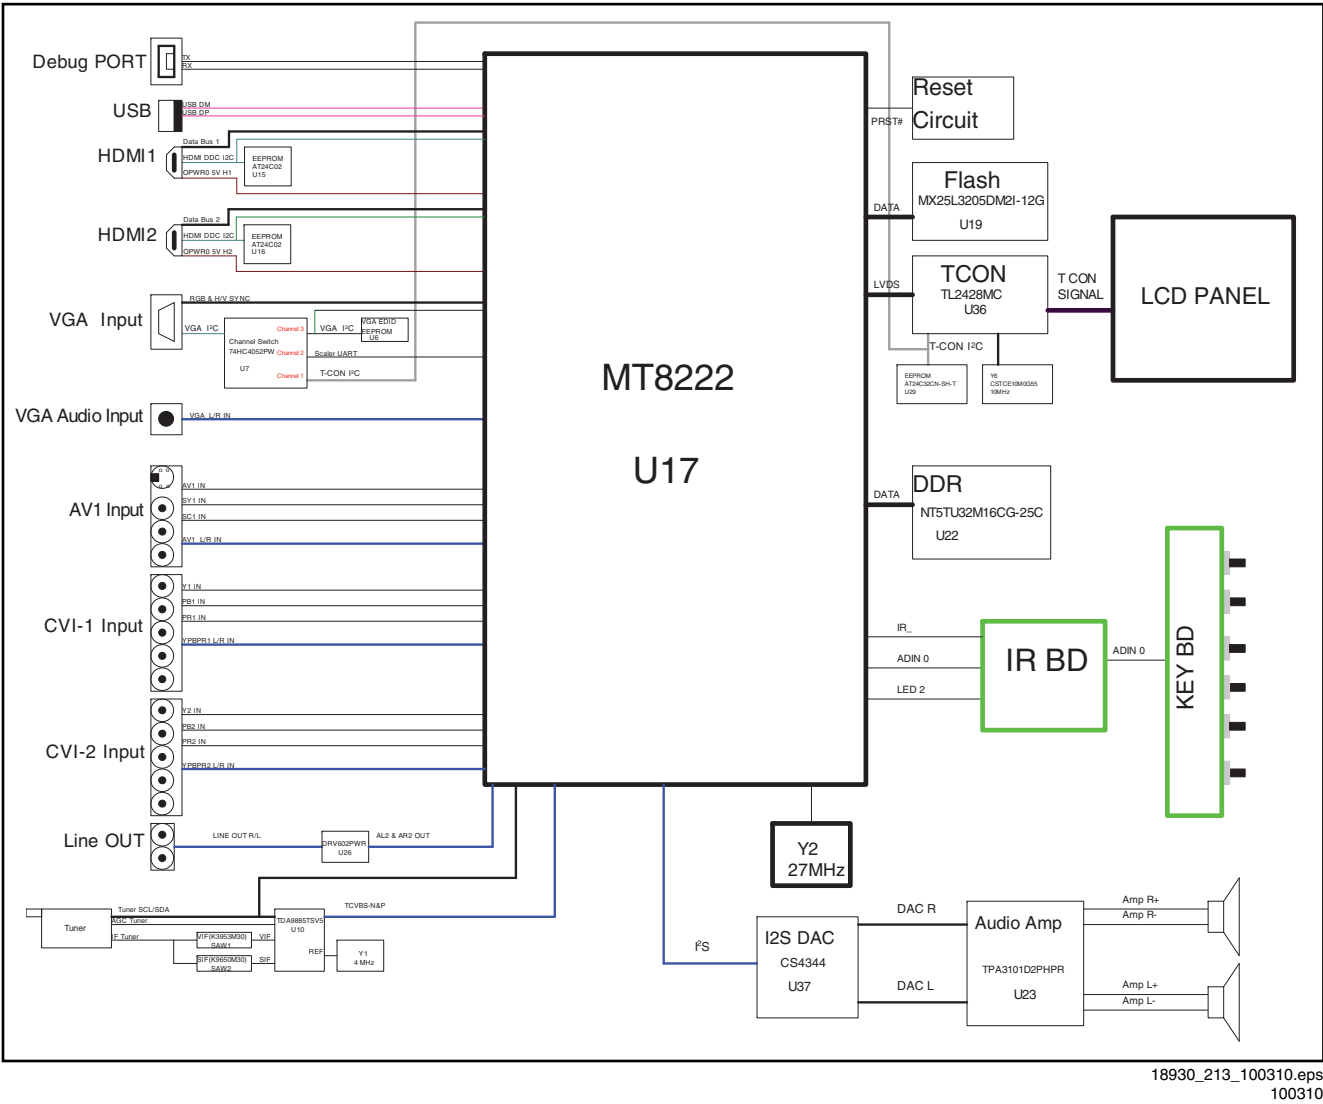 Debug PORT
TX
RX
USB
USB DM
USB DP
HDMI1
Data Bus 1
HDMI DDC I2C
OPWR0 5V H1
EEPROM
AT24C02
U15
HDMI2
Data Bus 2
HDMI DDC I2C
OPWR0 5V H2
EEPROM
AT24C02
U16
VGA Input
RGB & H/V SYNC
VGA I²C
Channel Switch
74HC4052PW
U7
Channel 3
Channel 2
Channel 1
VGA I²C
VGA EDID
EEPROM
U6
Scaler UART
T-CON I²C
VGA Audio Input
VGA L/R IN
AV1 Input
AV1 IN
SY1 IN
SC1 IN
AV1 L/R IN
CVI-1 Input
Y1 IN
PB1 IN
PR1 IN
YPBPR1 L/R IN
CVI-2 Input
Y2 IN
PB2 IN
PR2 IN
YPBPR2 L/R IN
Line OUT
LINE OUT R/L
DRV602PWR
U26
AL2 & AR2 OUT
Tuner
Tuner SCL/SDA
AGC Tuner
IF Tuner
VIF(K3953M30)
SAW1
VIF
SIF(K9650M30)
SAW2
SIF
TDA9885TSV5
U10
REF
TCVBS-N&P
Y1
4 MHz
MT8222
U17
PRST#
Reset
Circuit
DATA
Flash
MX25L3205DM2I-12G
U19
LVDS
TCON
TL2428MC
U36
T CON
SIGNAL
LCD PANEL
T-CON I²C
EEPROM
AT24C32CN-SH-T
U29
Y6
CSTCE10M0G55
10MHz
DATA
DDR
NT5TU32M16CG-25C
U22
IR_
ADIN 0
LED 2
IR BD
ADIN 0
KEY BD
Y2
27MHz
I²S
I2S DAC
CS4344
U37
DAC R
DAC L
Audio Amp
TPA3101D2PHPR
U23
Amp R+
Amp R-
Amp L+
Amp L-
18930_213_100310.eps
100310